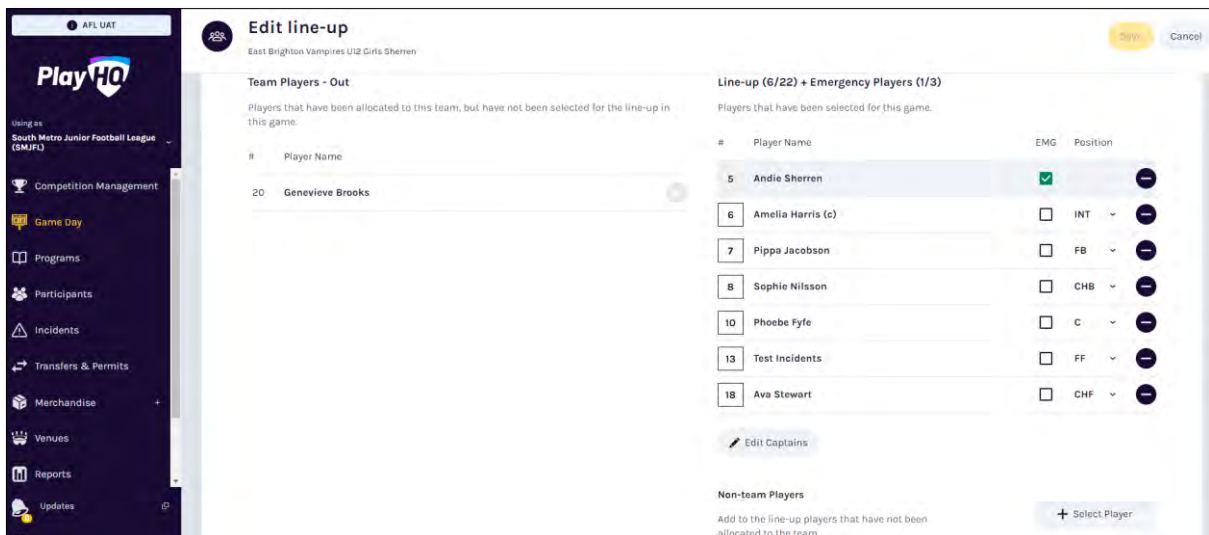 AFL UAT
PlayHQ
Using as
South Metro Junior Football League
(SMJFL)
Competition Management
Game Day
Programs
Participants
Incidents
Transfers & Permits
Merchandise +
Venues
Reports
Updates
Edit line-up
East Brighton Vampires U12 Girls Sherren
Save
Cancel
Team Players - Out
Players that have been allocated to this team, but have not been selected for the line-up in
this game.
# Player Name
20 Genevieve Brooks
Line-up (6/22) + Emergency Players (1/3)
Players that have been selected for this game.
# Player Name EMG Position
5 Andie Sherren
6 Amelia Harris (c) INT
7 Pippa Jacobson FB
8 Sophie Nilsson CHB
10 Phoebe Fyfe C
13 Test Incidents FF
18 Ava Stewart CHF
Edit Captains
Non-team Players
Add to the line-up players that have not been
allocated to the team.
+ Select Player